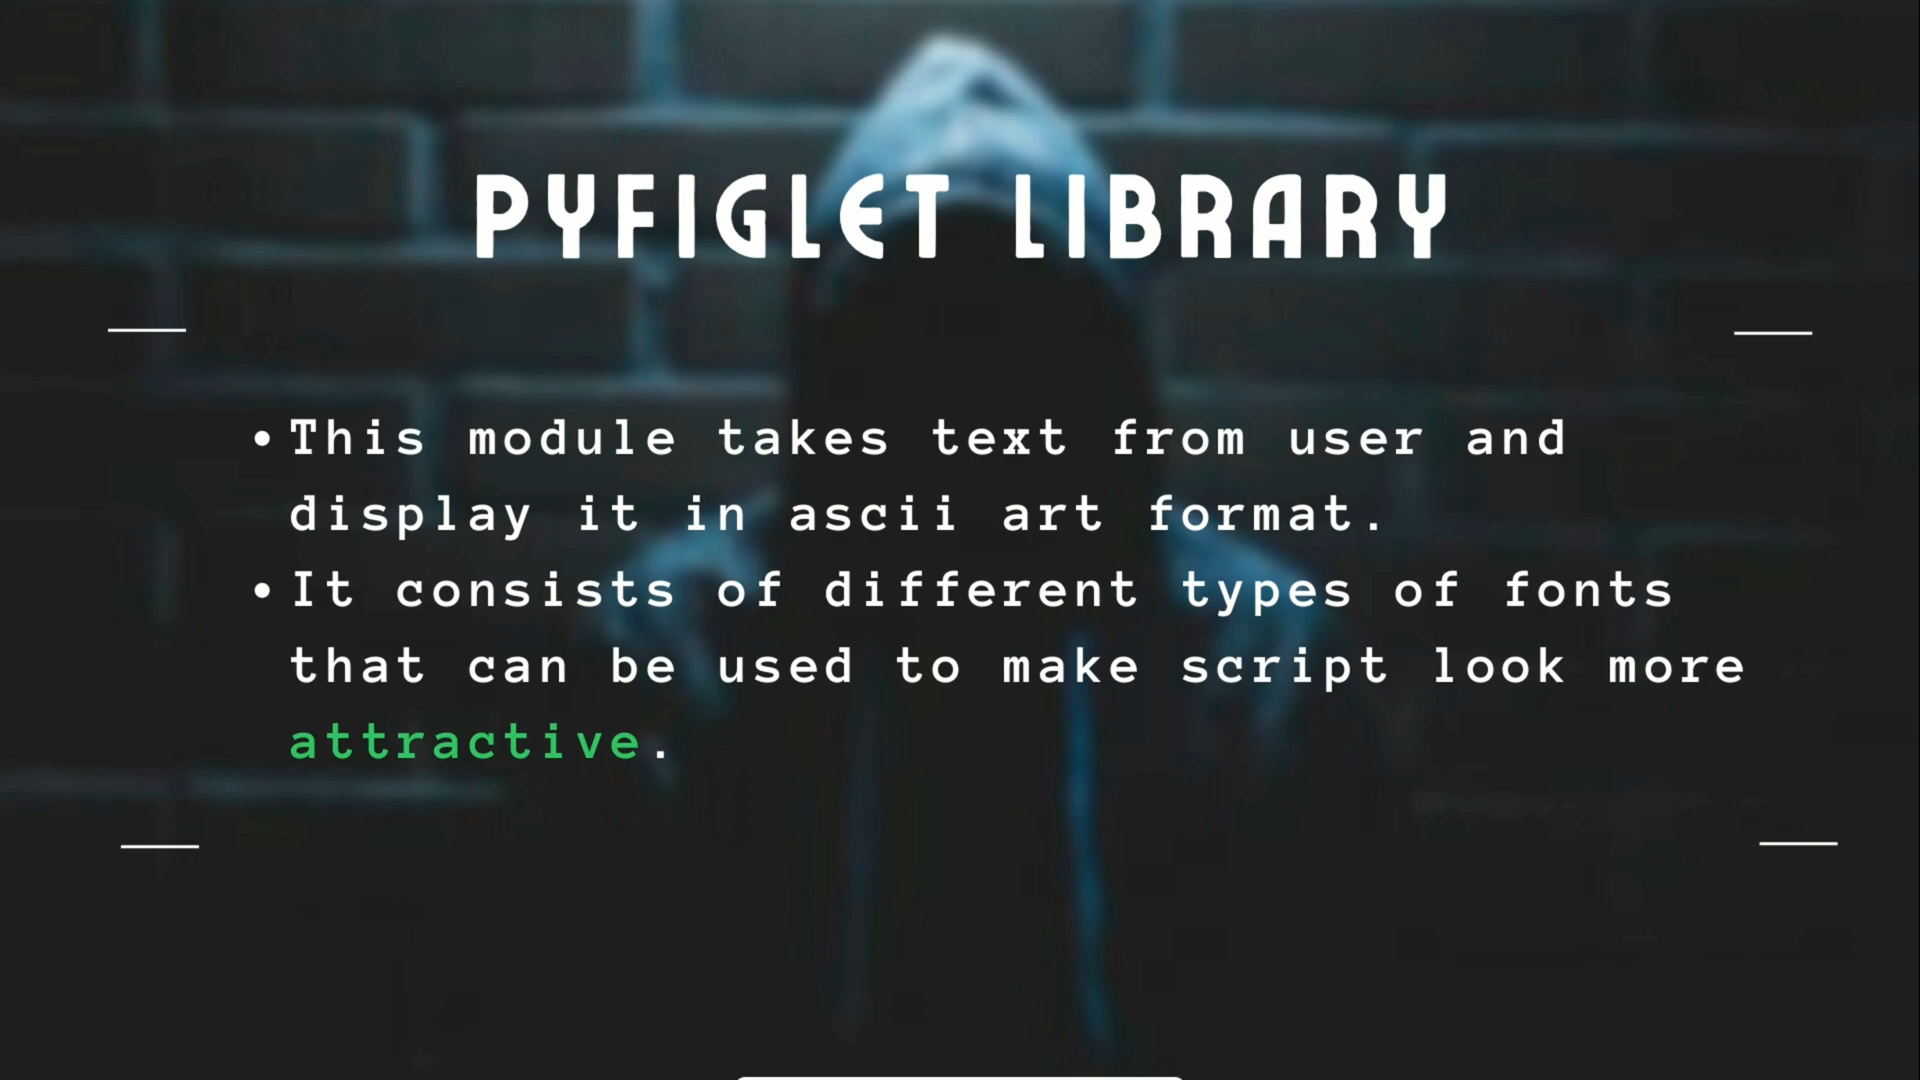 PYFIGLET LIBRARY
• This module takes text from user and
display it in ascii art format.
• It consists of different types of fonts
that can be used to make script look more
attractive.